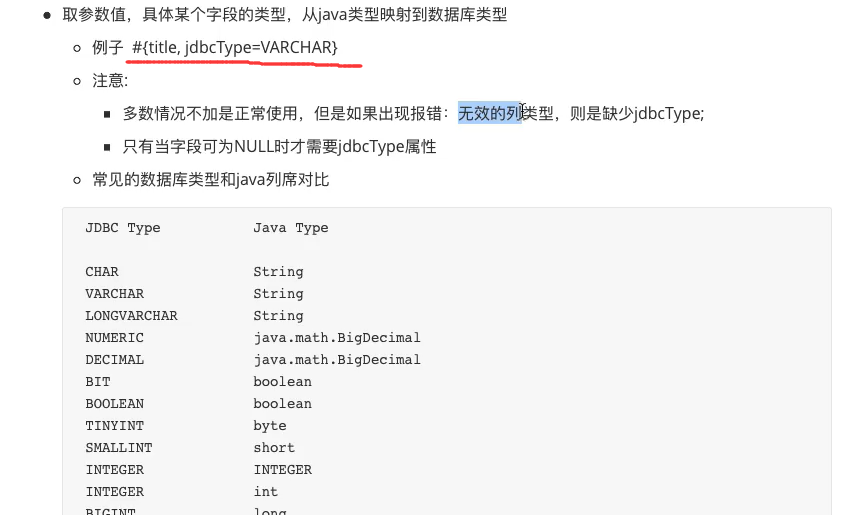 取参数值，具体某个字段的类型，从java类型映射到数据库类型
例子 #{title, jdbcType=VARCHAR}
注意:
多数情况不加是正常使用，但是如果出现报错：无效的列类型，则是缺少jdbcType;
只有当字段可为NULL时才需要jdbcType属性
常见的数据库类型和java列席对比
JDBC Type Java Type
CHAR String
VARCHAR String
LONGVARCHAR String
NUMERIC java.math.BigDecimal
DECIMAL java.math.BigDecimal
BIT boolean
BOOLEAN boolean
TINYINT byte
SMALLINT short
INTEGER INTEGER
INTEGER int
BIGINT long